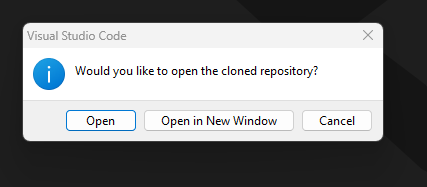 Visual Studio Code
Would you like to open the cloned repository?
Open
Open in New Window
Cancel